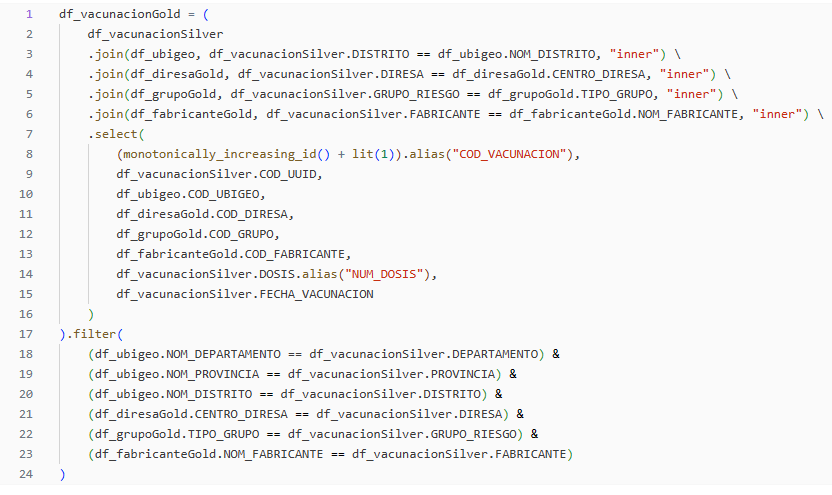 1 df_vacunacionGold = (
2     df_vacunacionSilver
3     .join(df_ubigeo, df_vacunacionSilver.DISTRITO == df_ubigeo.NOM_DISTRITO, "inner") \
4     .join(df_diresaGold, df_vacunacionSilver.DIRESA == df_diresaGold.CENTRO_DIRESA, "inner") \
5     .join(df_grupoGold, df_vacunacionSilver.GRUPO_RIESGO == df_grupoGold.TIPO_GRUPO, "inner") \
6     .join(df_fabricanteGold, df_vacunacionSilver.FABRICANTE == df_fabricanteGold.NOM_FABRICANTE, "inner") \
7     .select(
8         (monotonically_increasing_id() + lit(1)).alias("COD_VACUNACION"),
9         df_vacunacionSilver.COD_UUID,
10         df_ubigeo.COD_UBIGEO,
11         df_diresaGold.COD_DIRESA,
12         df_grupoGold.COD_GRUPO,
13         df_fabricanteGold.COD_FABRICANTE,
14         df_vacunacionSilver.DOSIS.alias("NUM_DOSIS"),
15         df_vacunacionSilver.FECHA_VACUNACION
16     )
17 ).filter(
18     (df_ubigeo.NOM_DEPARTAMENTO == df_vacunacionSilver.DEPARTAMENTO) &
19     (df_ubigeo.NOM_PROVINCIA == df_vacunacionSilver.PROVINCIA) &
20     (df_ubigeo.NOM_DISTRITO == df_vacunacionSilver.DISTRITO) &
21     (df_diresaGold.CENTRO_DIRESA == df_vacunacionSilver.DIRESA) &
22     (df_grupoGold.TIPO_GRUPO == df_vacunacionSilver.GRUPO_RIESGO) &
23     (df_fabricanteGold.NOM_FABRICANTE == df_vacunacionSilver.FABRICANTE)
24 )